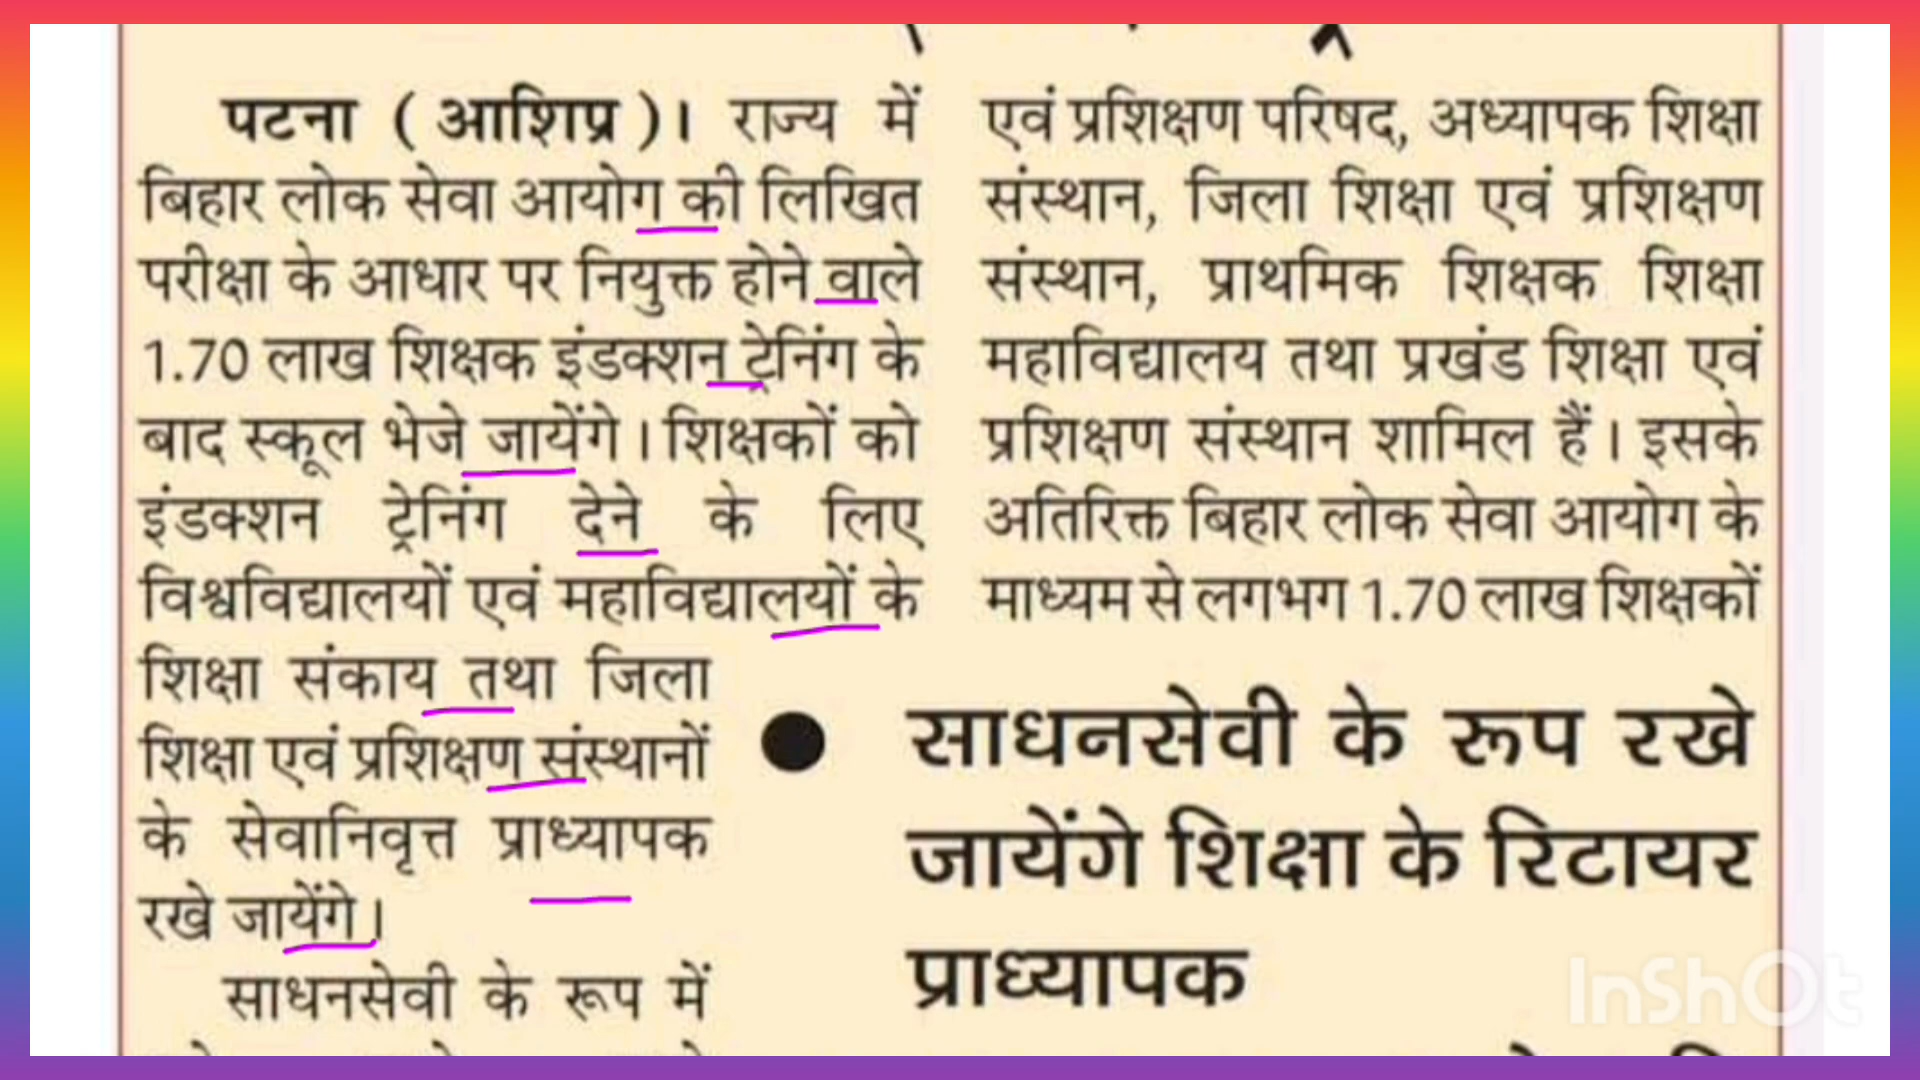 पटना (आशिप्र)। राज्य में
बिहार लोक सेवा आयोग की लिखित
परीक्षा के आधार पर नियुक्त होने वाले
1.70 लाख शिक्षक इंडक्शन ट्रेनिंग के
बाद स्कूल भेजे जायेंगे। शिक्षकों को
इंडक्शन ट्रेनिंग देने के लिए
विश्वविद्यालयों एवं महाविद्यालयों के
शिक्षा संकाय तथा जिला
शिक्षा एवं प्रशिक्षण संस्थानों
के सेवानिवृत्त प्राध्यापक
रखे जायेंगे।
साधनसेवी के रूप में
एवं प्रशिक्षण परिषद, अध्यापक शिक्षा
संस्थान, जिला शिक्षा एवं प्रशिक्षण
संस्थान, प्राथमिक शिक्षक शिक्षा
महाविद्यालय तथा प्रखंड शिक्षा एवं
प्रशिक्षण संस्थान शामिल हैं। इसके
अतिरिक्त बिहार लोक सेवा आयोग के
माध्यम से लगभग 1.70 लाख शिक्षकों
● साधनसेवी के रूप रखे
जायेंगे शिक्षा के रिटायर
प्राध्यापक
InShOt